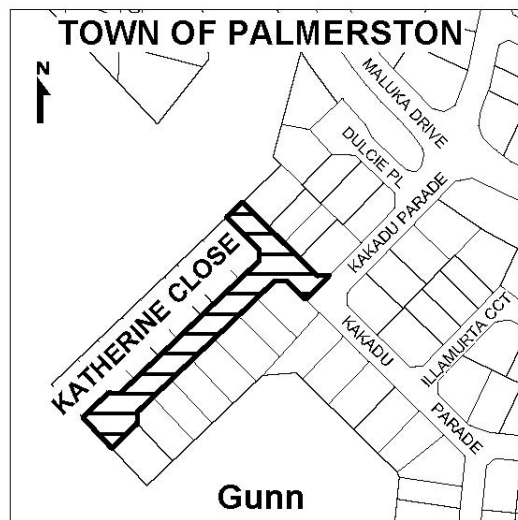 TOWN OF PALMERSTON
N
MALUKA DRIVE
DULCIE PL
KAKADU PARADE
KATHERINE CLOSE
KAKADU
PARADE
ILLAMURTA CCT
Gunn